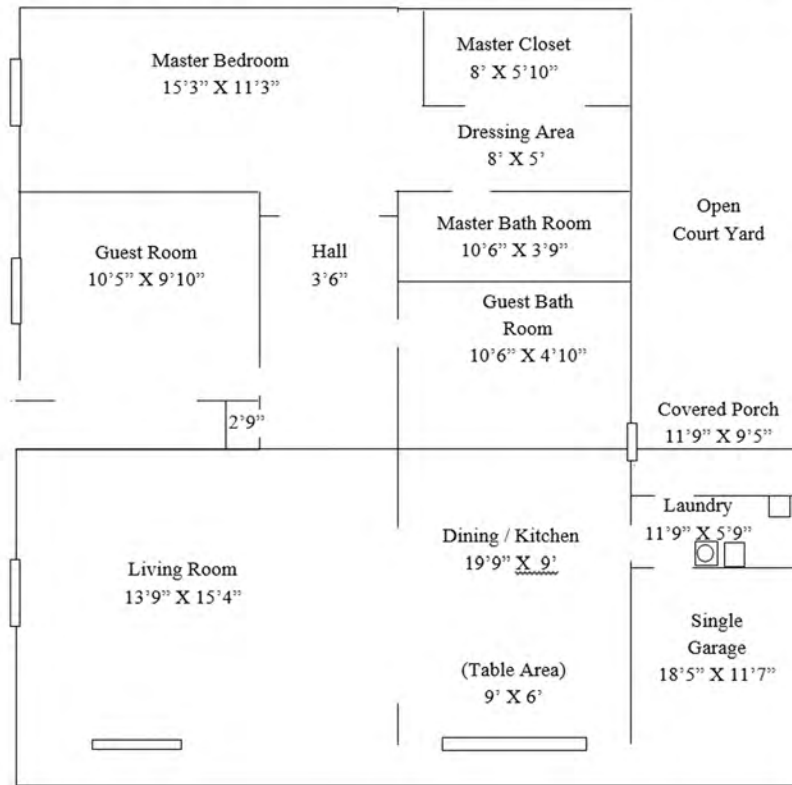 Master Bedroom
15’3” X 11’3”
Master Closet
8’ X 5’10”
Dressing Area
8’ X 5’
Open
Court Yard
Guest Room
10’5” X 9’10”
Hall
3’6”
Master Bath Room
10’6” X 3’9”
Guest Bath
Room
10’6” X 4’10”
2’9”
Covered Porch
11’9” X 9’5”
Laundry
11’9” X 5’9”
Living Room
13’9” X 15’4”
Dining / Kitchen
19’9” X 9’
(Table Area)
9’ X 6’
Single
Garage
18’5” X 11’7”